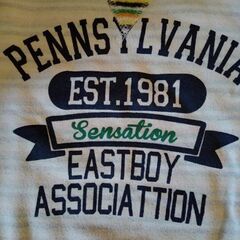 PENNSYLVANIA
EST.1981
Sensation
EASTBOY
ASSOCIATTION